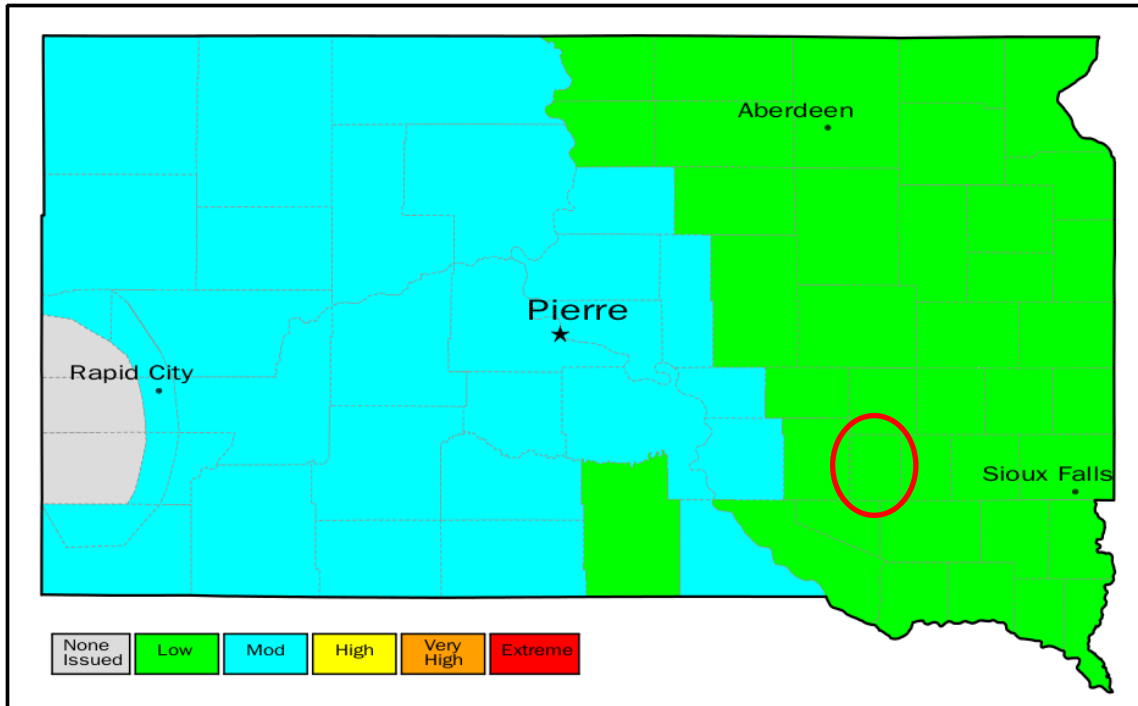 Aberdeen
Pierre
Rapid City
Sioux Falls
None
Issued
Low
Mod
High
Very
High
Extreme